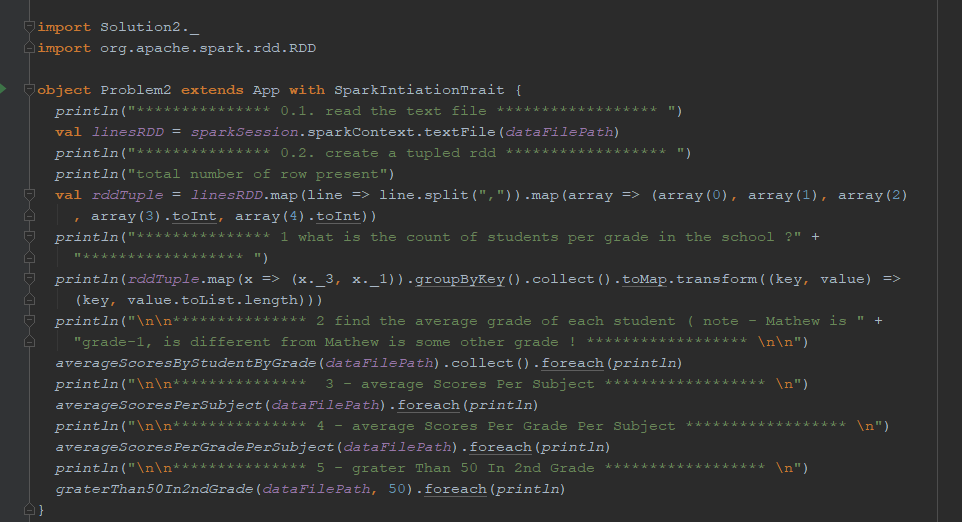 import Solution2._
import org.apache.spark.rdd.RDD
object Problem2 extends App with SparkIntiationTrait {
println("*************** 0.1. read the text file ****************** ")
val linesRDD = sparkSession.sparkContext.textFile(dataFilePath)
println("*************** 0.2. create a tupled rdd ****************** ")
println("total number of row present")
val rddTuple = linesRDD.map(line => line.split(",")).map(array => (array(0), array(1), array(2)
, array(3).toInt, array(4).toInt))
println("*************** 1 what is the count of students per grade in the school ?" +
"****************** ")
println(rddTuple.map(x => (x._3, x._1)).groupByKey().collect().toMap.transform((key, value) =>
(key, value.toList.length)))
println("\n\n*************** 2 find the average grade of each student ( note - Mathew is " +
"grade-1, is different from Mathew is some other grade ! ****************** \n\n")
averageScoresByStudentByGrade(dataFilePath).collect().foreach(println)
println("\n\n***************  3 - average Scores Per Subject ****************** \n")
averageScoresPerSubject(dataFilePath).foreach(println)
println("\n\n*************** 4 - average Scores Per Grade Per Subject ****************** \n")
averageScoresPerGradePerSubject(dataFilePath).foreach(println)
println("\n\n*************** 5 - grater Than 50 In 2nd Grade ****************** \n")
graterThan50In2ndGrade(dataFilePath, 50).foreach(println)
}